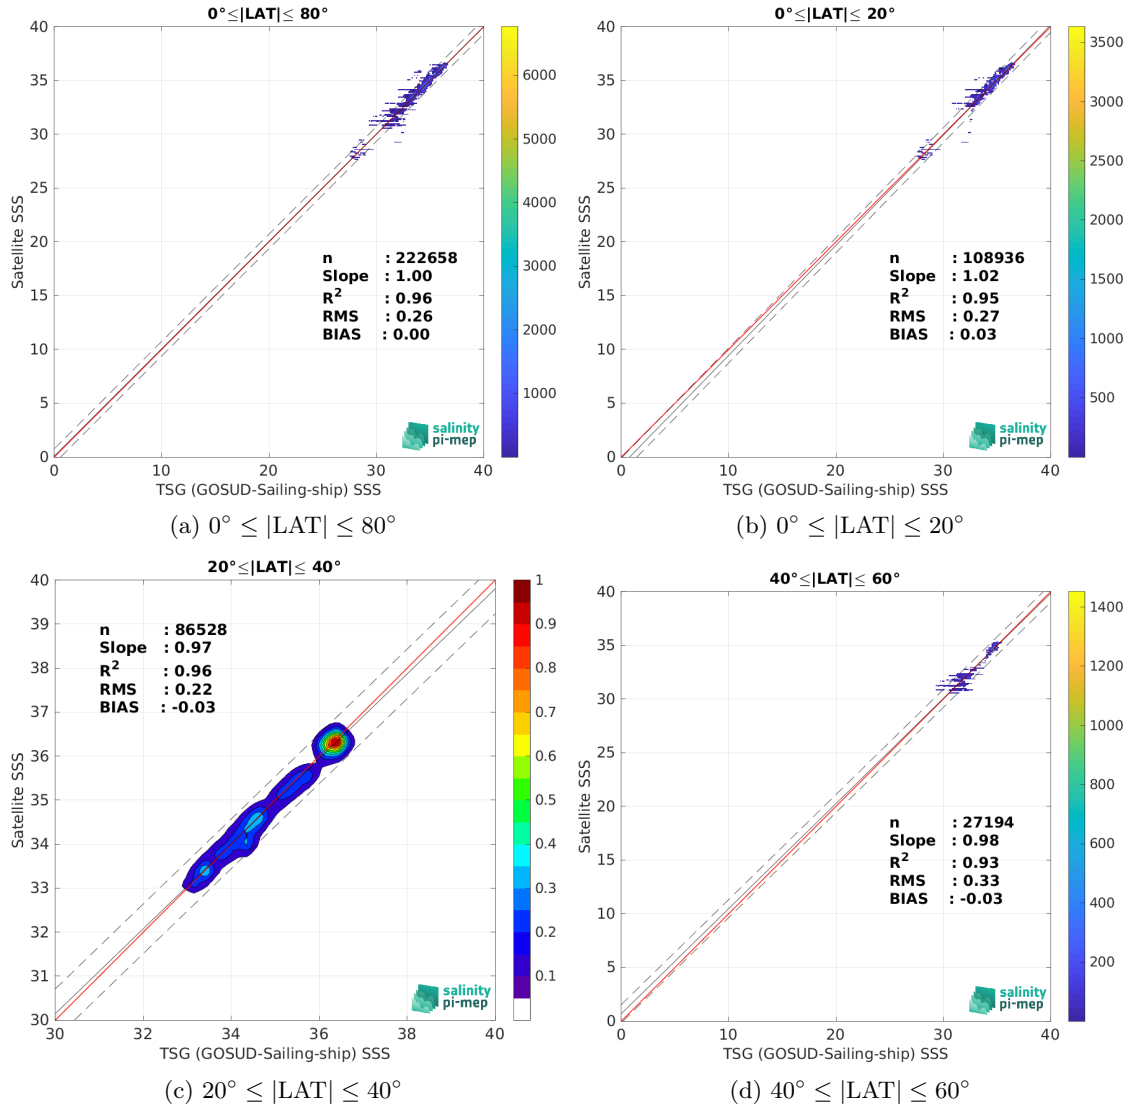 0°≤|LAT|≤ 80°
40
35
30
25
20
15
10
5
0
Satellite SSS
n : 222658
Slope : 1.00
R² : 0.96
RMS : 0.26
BIAS : 0.00
salinity
pi-mep
0 10 20 30 40
TSG (GOSUD-Sailing-ship) SSS
6000
5000
4000
3000
2000
1000
(a) 0° ≤ |LAT| ≤ 80°
0°≤|LAT|≤ 20°
40
35
30
25
20
15
10
5
0
Satellite SSS
n : 108936
Slope : 1.02
R² : 0.95
RMS : 0.27
BIAS : 0.03
salinity
pi-mep
0 10 20 30 40
TSG (GOSUD-Sailing-ship) SSS
3500
3000
2500
2000
1500
1000
500
(b) 0° ≤ |LAT| ≤ 20°
20°≤|LAT|≤ 40°
40
39
38
37
36
35
34
33
32
31
30
Satellite SSS
n : 86528
Slope : 0.97
R² : 0.96
RMS : 0.22
BIAS : -0.03
salinity
pi-mep
30 32 34 36 38 40
TSG (GOSUD-Sailing-ship) SSS
1
0.9
0.8
0.7
0.6
0.5
0.4
0.3
0.2
0.1
(c) 20° ≤ |LAT| ≤ 40°
40°≤|LAT|≤ 60°
40
35
30
25
20
15
10
5
0
Satellite SSS
n : 27194
Slope : 0.98
R² : 0.93
RMS : 0.33
BIAS : -0.03
salinity
pi-mep
0 10 20 30 40
TSG (GOSUD-Sailing-ship) SSS
1400
1200
1000
800
600
400
200
(d) 40° ≤ |LAT| ≤ 60°